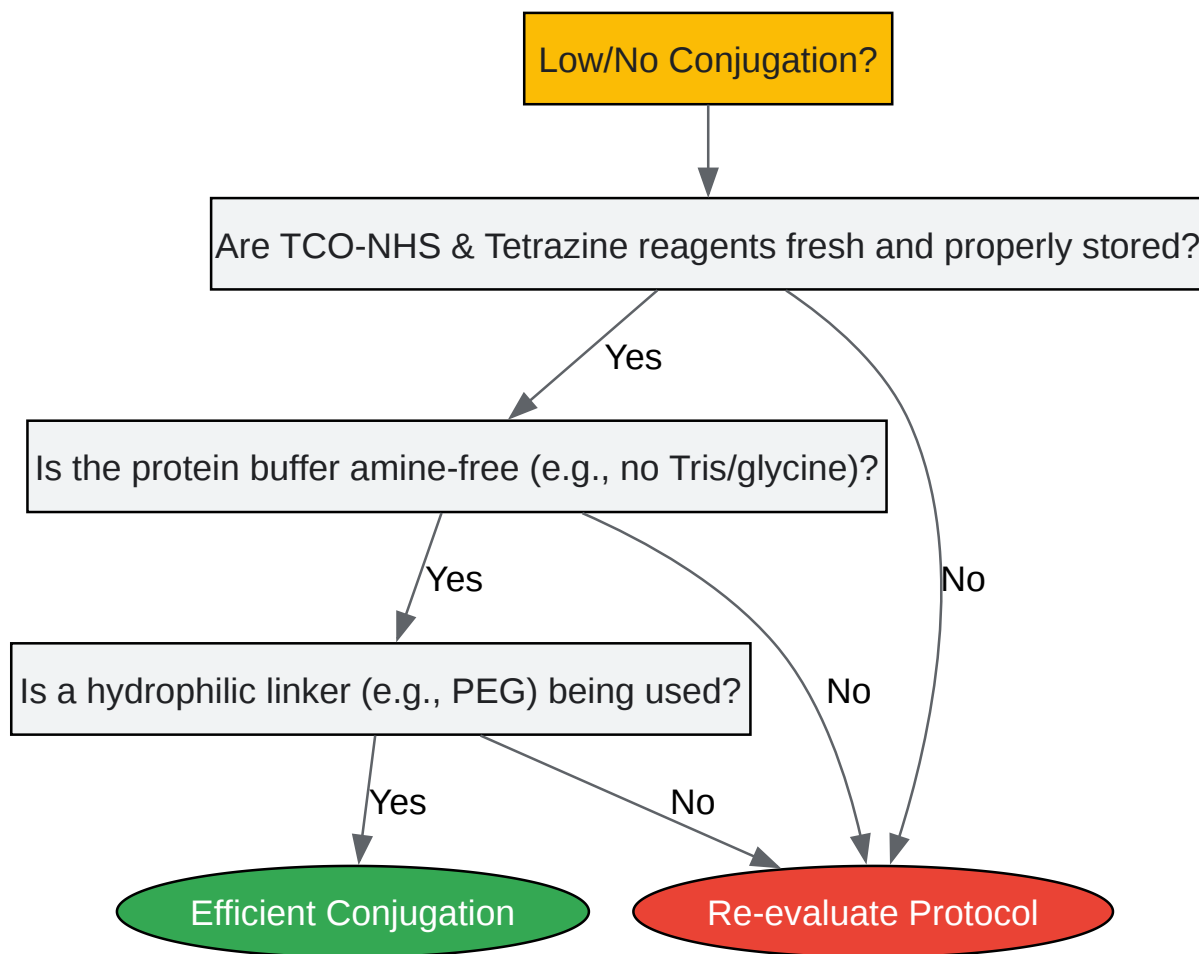 Low/No Conjugation?
Are TCO-NHS & Tetrazine reagents fresh and properly stored?
Yes
Is the protein buffer amine-free (e.g., no Tris/glycine)?
Yes
No
Is a hydrophilic linker (e.g., PEG) being used?
No
Yes
No
Efficient Conjugation
Re-evaluate Protocol